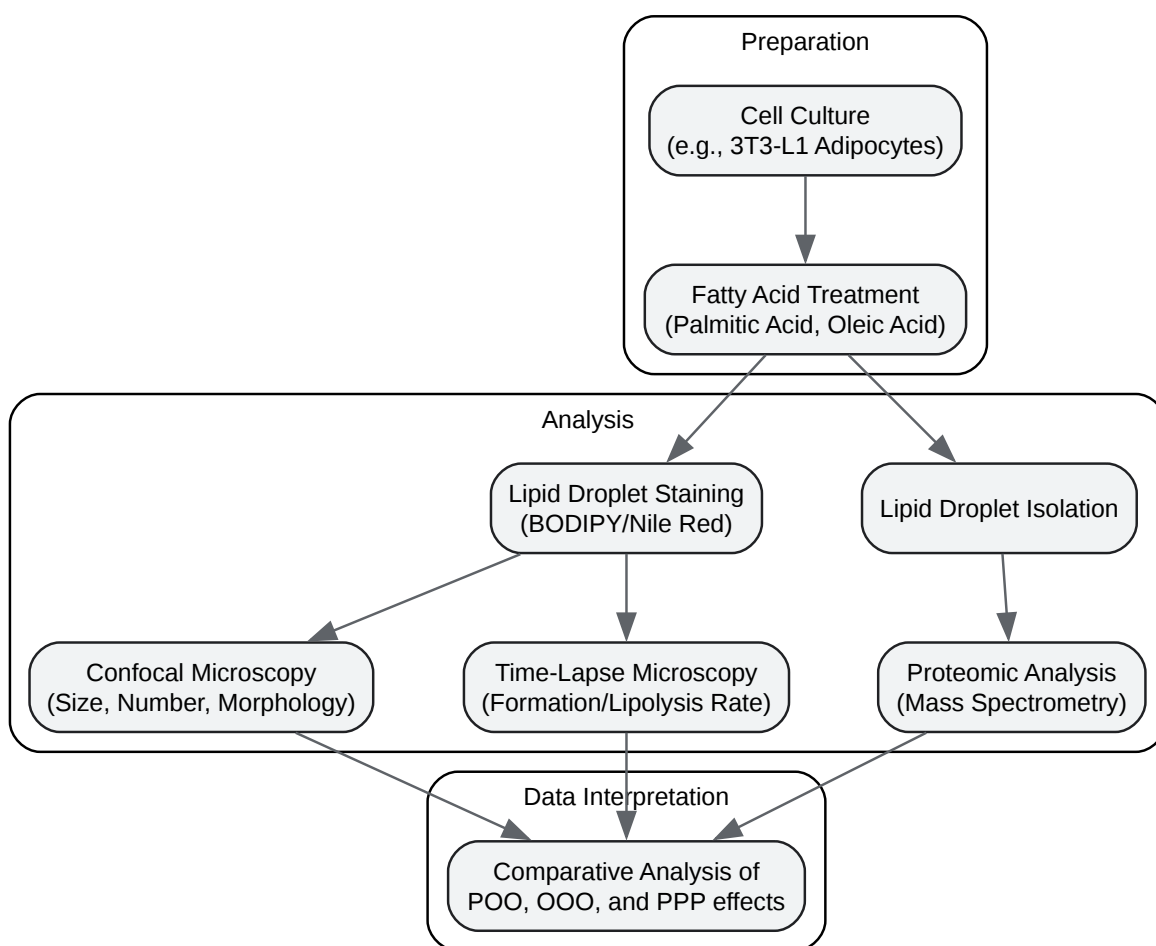 Preparation
Cell Culture
(e.g., 3T3-L1 Adipocytes)
Fatty Acid Treatment
(Palmitic Acid, Oleic Acid)
Analysis
Lipid Droplet Staining
(BODIPY/Nile Red)
Lipid Droplet Isolation
Confocal Microscopy
(Size, Number, Morphology)
Time-Lapse Microscopy
(Formation/Lipolysis Rate)
Proteomic Analysis
(Mass Spectrometry)
Data Interpretation
Comparative Analysis of
POO, OOO, and PPP effects